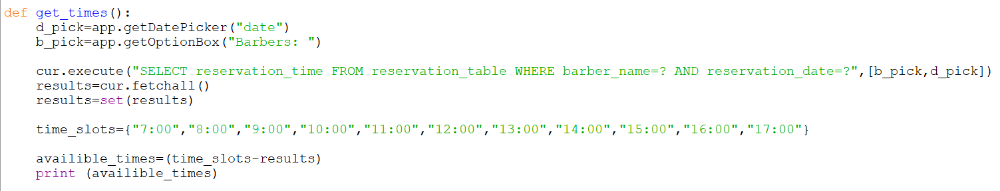 def get_times():
    d_pick=app.getDatePicker("date")
    b_pick=app.getOptionBox("Barbers: ")
    cur.execute("SELECT reservation_time FROM reservation_table WHERE barber_name=? AND reservation_date=?",[b_pick,d_pick])
    results=cur.fetchall()
    results=set(results)
    time_slots={"7:00","8:00","9:00","10:00","11:00","12:00","13:00","14:00","15:00","16:00","17:00"}
    availible_times=(time_slots-results)
    print (availible_times)